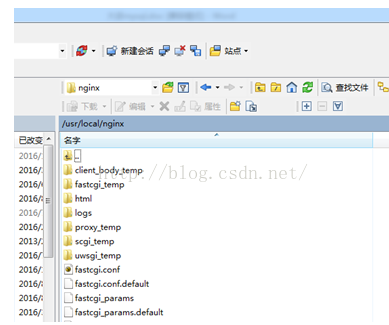 新建会话 站点
nginx 查找文件
下载 编辑 属性
/usr/local/nginx
已改变 名字
2016/
2016/ client_body_temp
2016/ fastcgi_temp
2016/ html
2016/ logs
2016/ proxy_temp
2013/ scgi_temp
2016/ uwsgi_temp
2016/ fastcgi.conf
2016/ fastcgi.conf.default
2016/ fastcgi_params
2016/ fastcgi_params.default
http://blog.csdn.net/